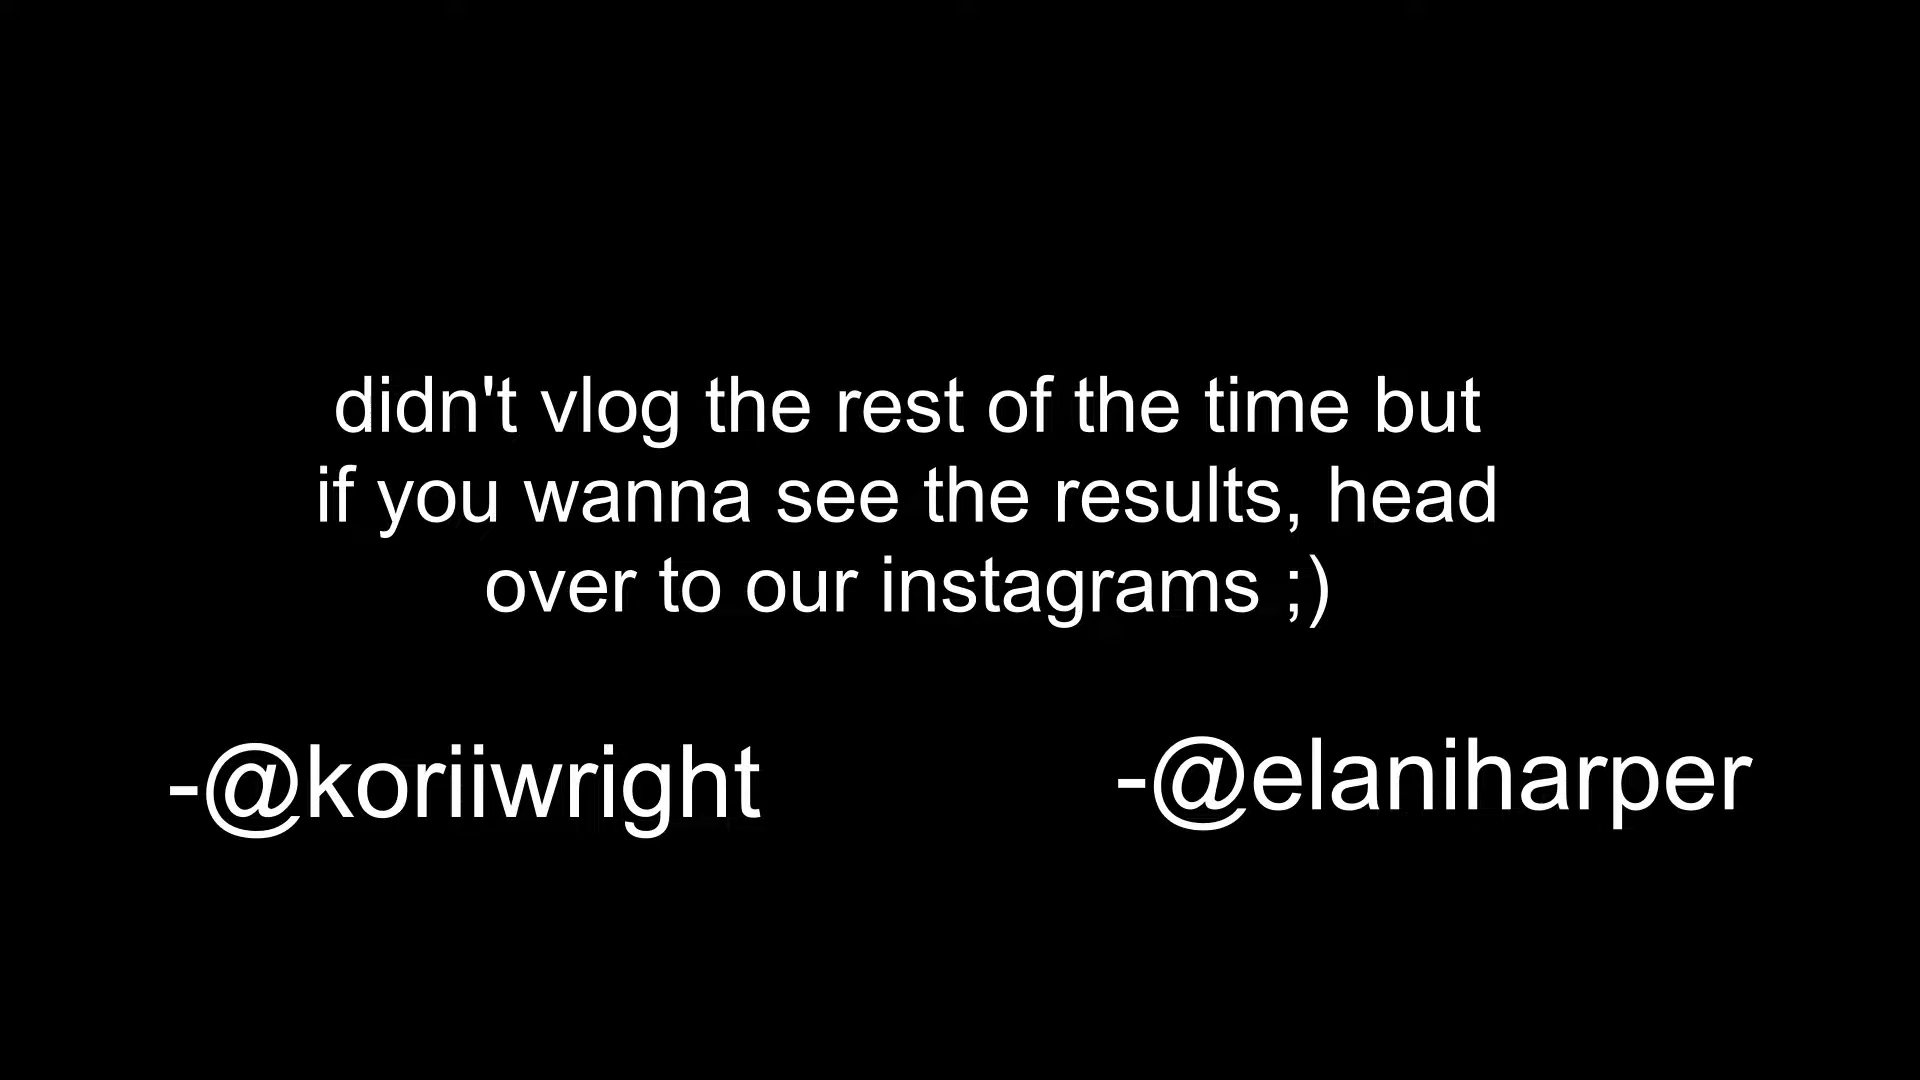 didn't vlog the rest of the time but
if you wanna see the results, head
over to our instagrams ;)
-@koriiwright
-@elaniharper